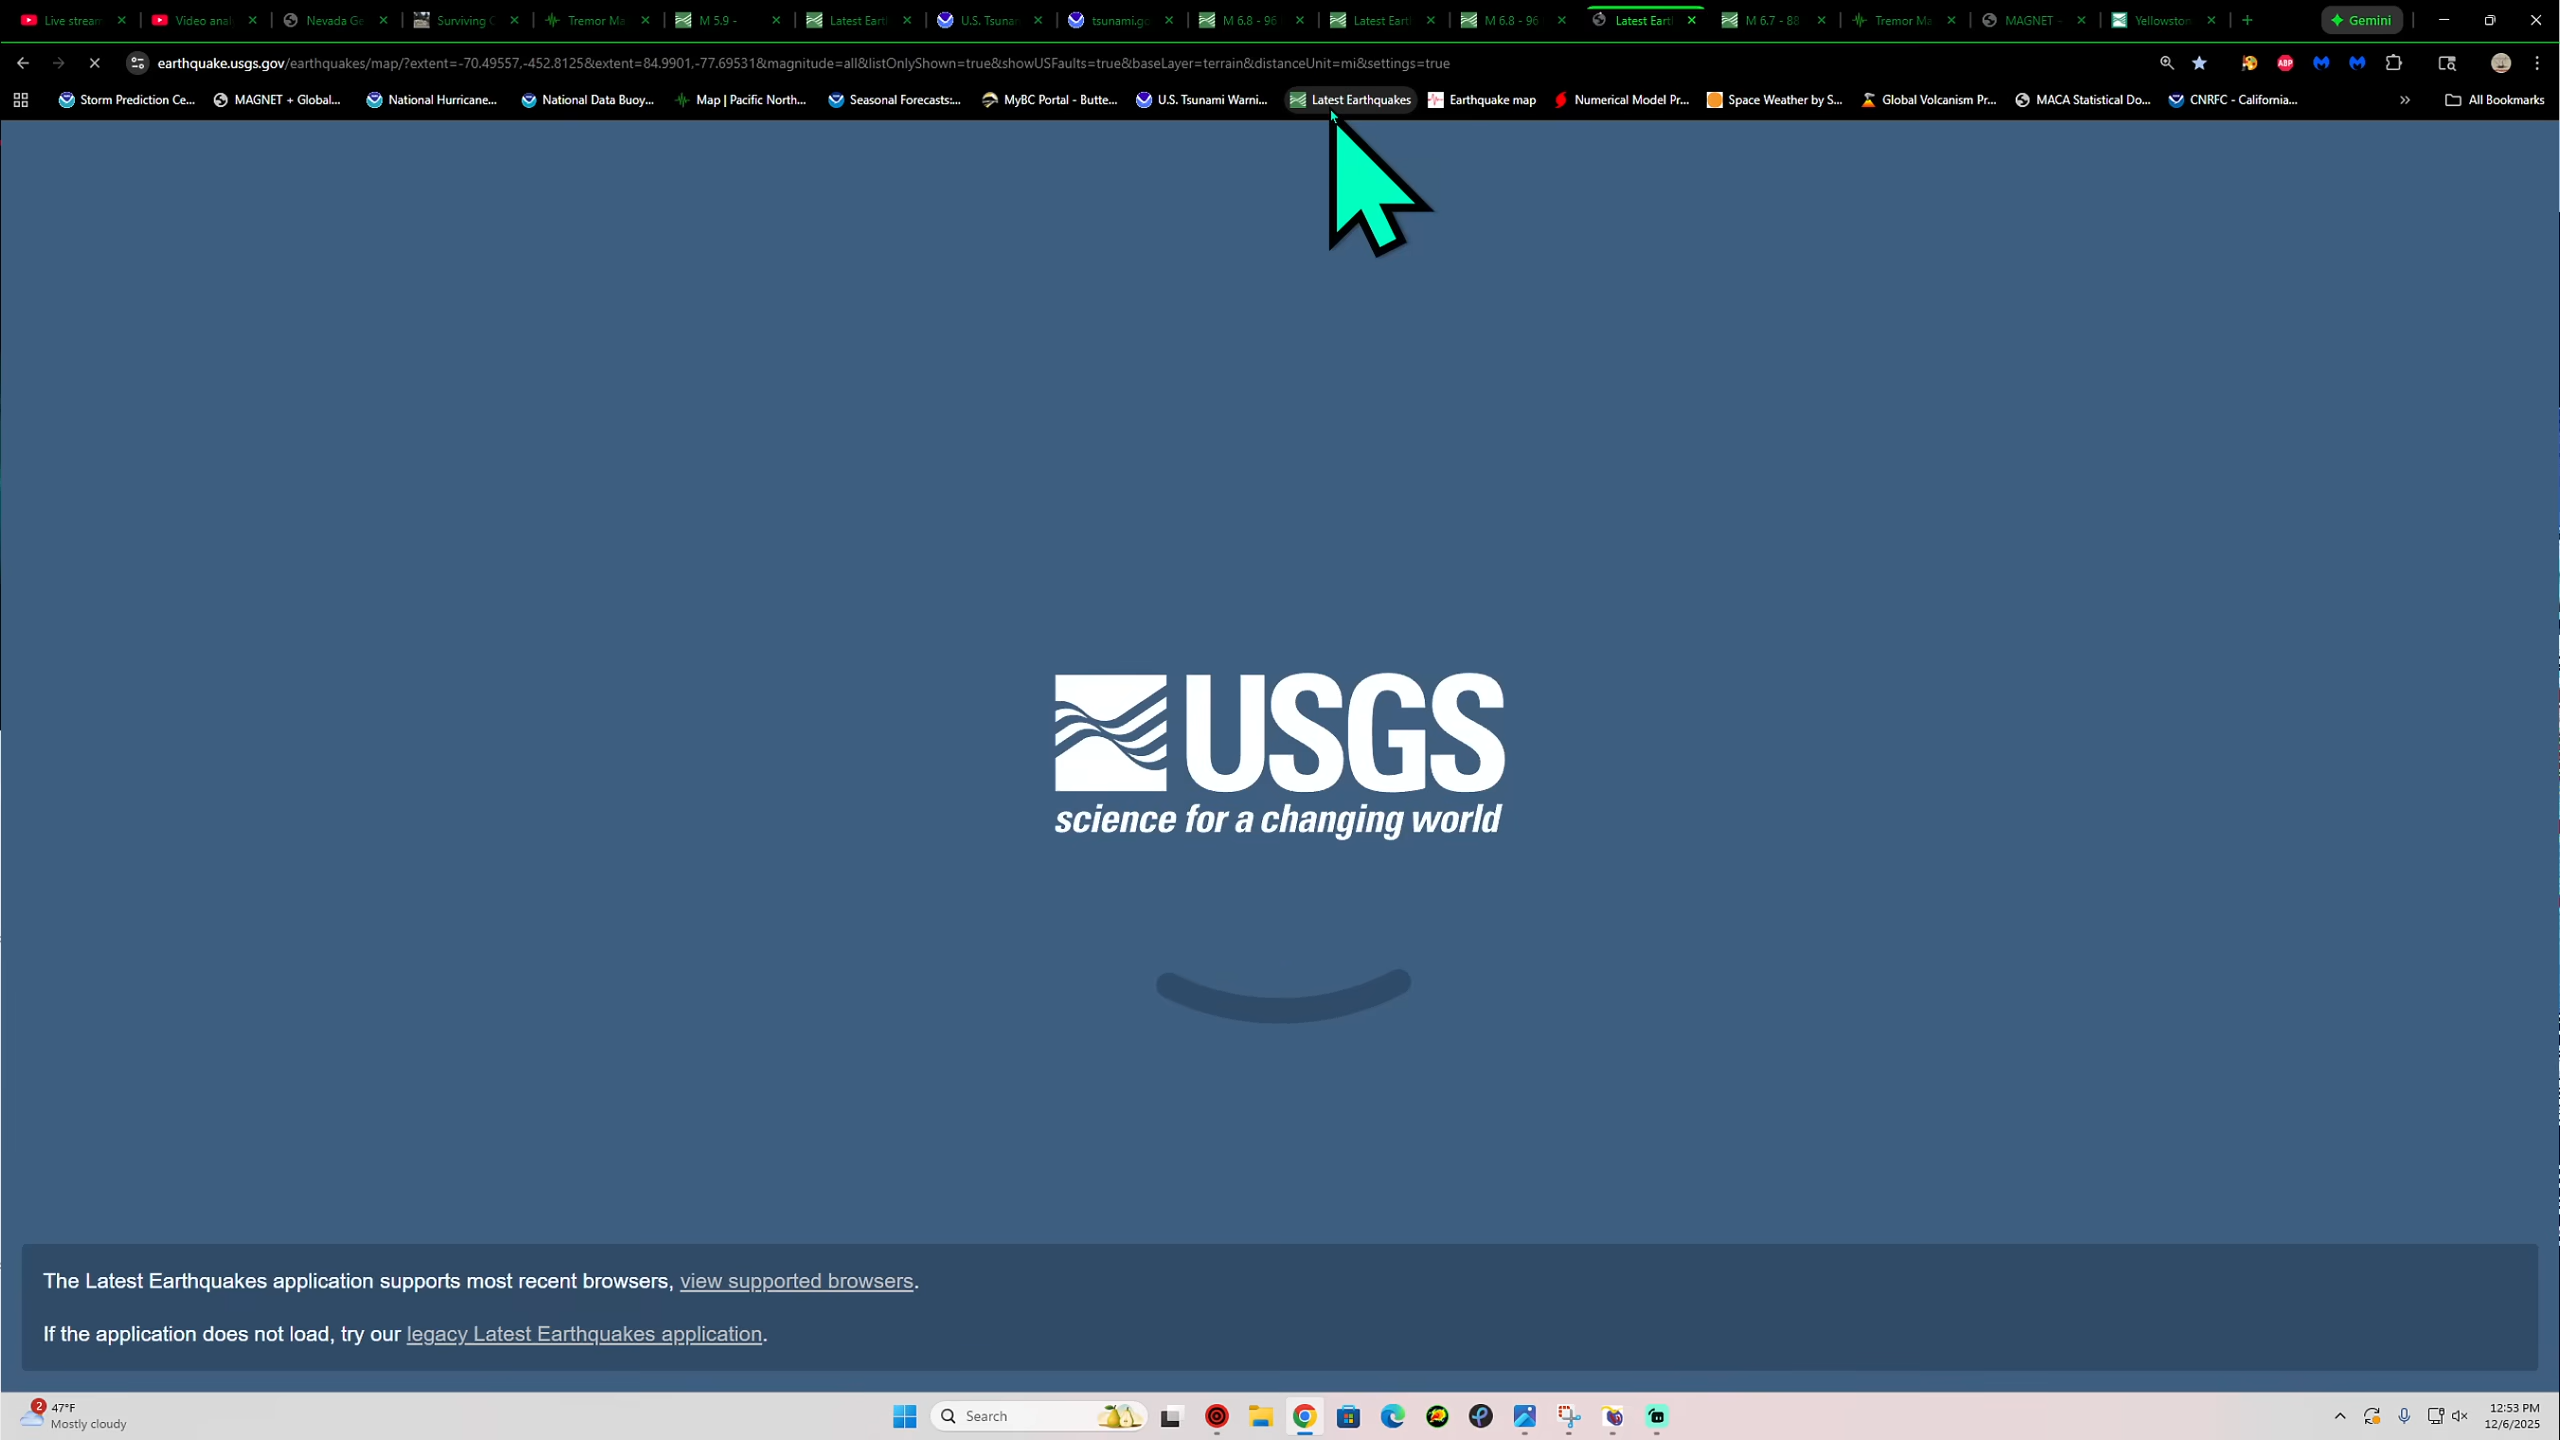 Live stream
Video anal
Nevada Ge
Surviving C
Tremor Ma
M 5.9 -
Latest Eart
U.S. Tsuna
tsunami.go
M 6.8 - 96
Latest Eart
M 6.8 - 96
Latest Eart
M 6.7 - 88
Tremor Ma
MAGNET -
Yellowston
Gemini
earthquake.usgs.gov/earthquakes/map/?extent=-70.49557,-452.8125&extent=84.9901,-77.69531&magnitude=all&listOnlyShown=true&showUSFaults=true&baseLayer=terrain&distanceUnit=mi&settings=true
ABP
Storm Prediction Ce...
MAGNET + Global...
National Hurricane...
National Data Buoy...
Map | Pacific North...
Seasonal Forecasts:...
MyBC Portal - Butte...
U.S. Tsunami Warni...
Latest Earthquakes
Earthquake map
Numerical Model Pr...
Space Weather by S...
Global Volcanism Pr...
MACA Statistical Do...
CNRFC - California...
All Bookmarks
USGS
science for a changing world
The Latest Earthquakes application supports most recent browsers, view supported browsers.
If the application does not load, try our legacy Latest Earthquakes application.
2
47°F
Mostly cloudy
Search
12:53 PM
12/6/2025